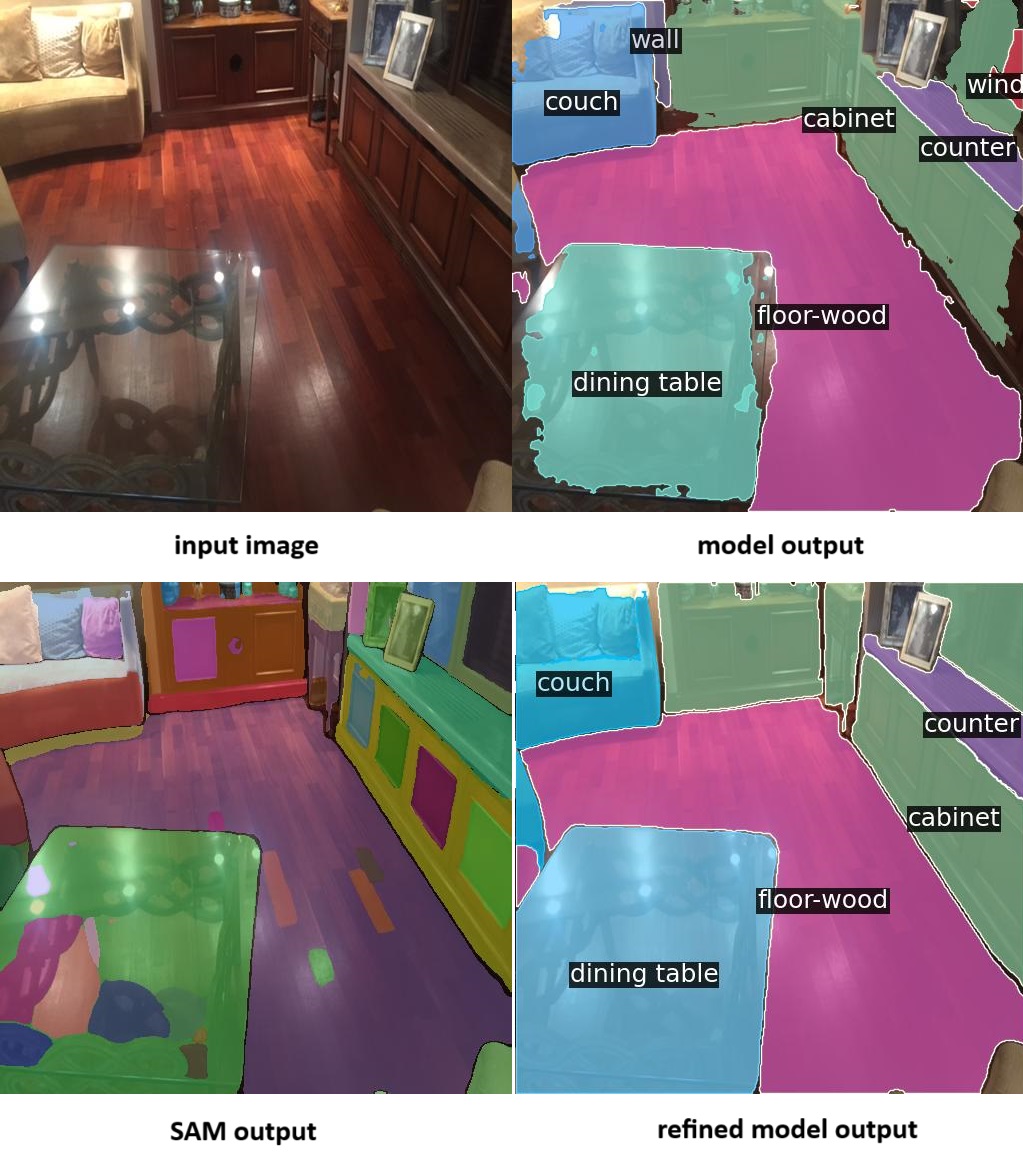 wall
couch
wind
cabinet
counter
floor-wood
dining table
input image
model output
couch
counter
cabinet
floor-wood
dining table
SAM output
refined model output